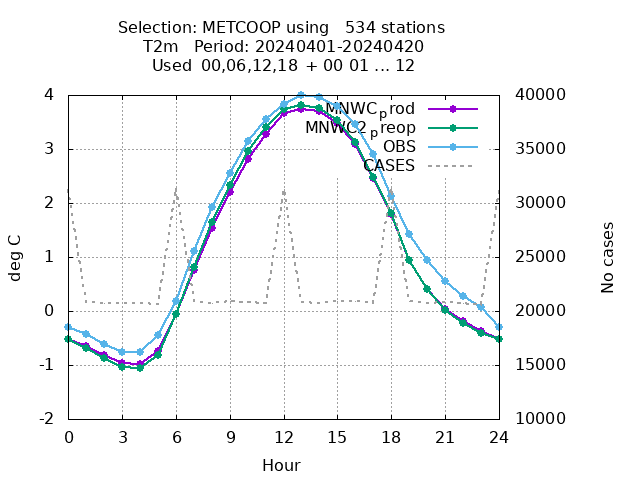 Selection: METCOOP using   534 stations
T2m   Period: 20240401-20240420
Used  00,06,12,18 + 00 01 ... 12
4 40000
MNWCprod
MNWC2preop
3 35000
OBS
CASES
2 30000
deg C
No cases
1 25000
0 20000
-1 15000
-2 10000
0 3 6 9 12 15 18 21 24
Hour